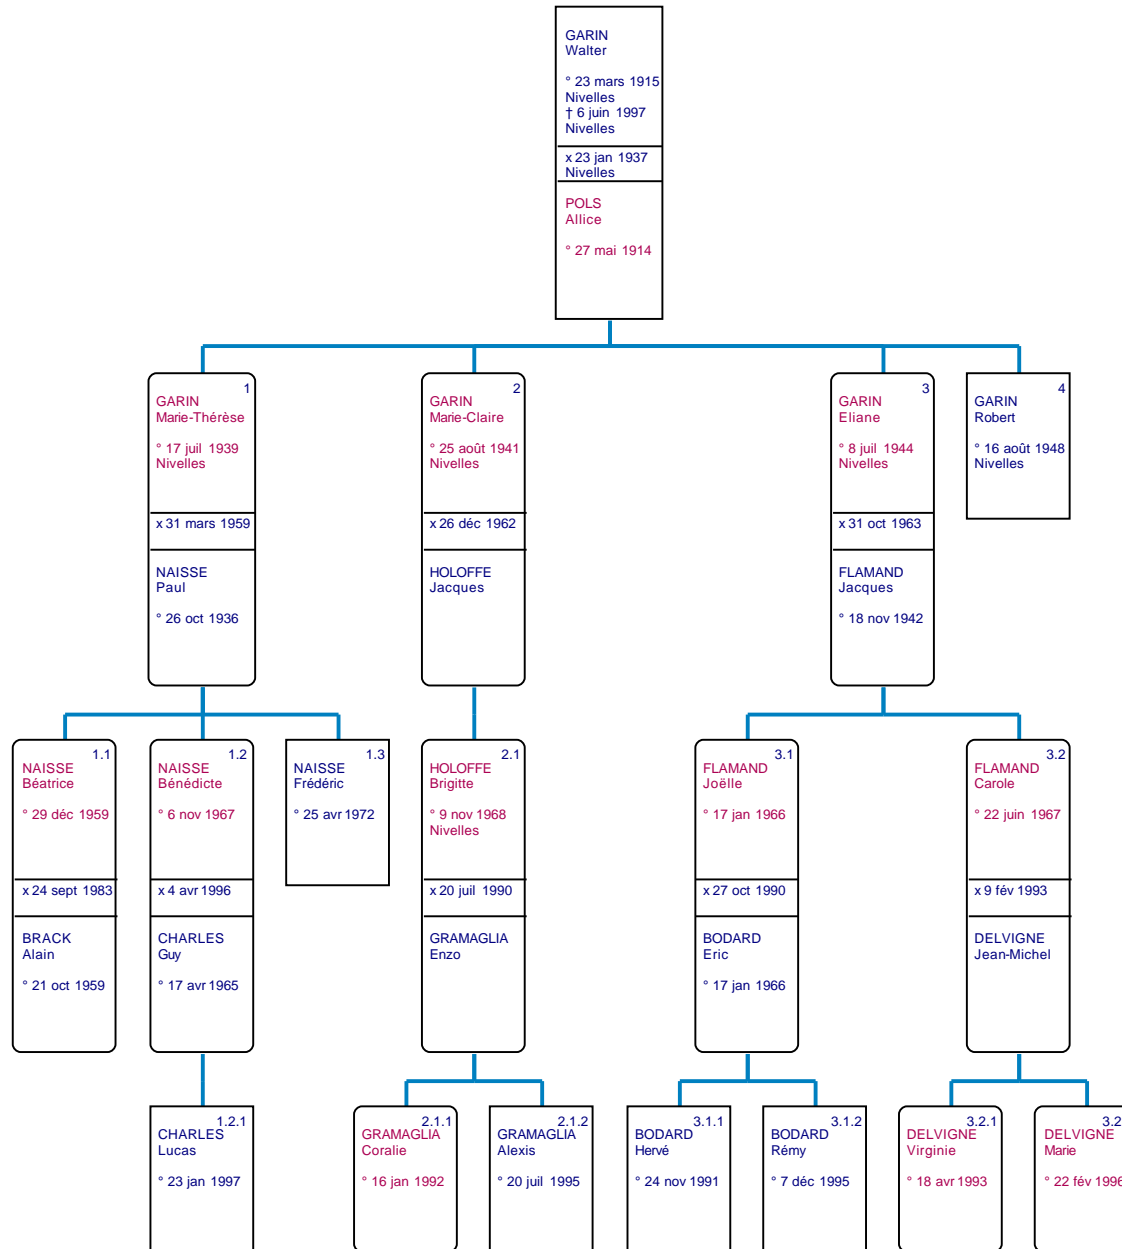 GARIN
Walter
° 23 mars 1915
Nivelles
† 6 juin 1997
Nivelles
x 23 jan 1937
Nivelles
POLS
Allice
° 27 mai 1914
1
GARIN
Marie-Thérèse
° 17 juil 1939
Nivelles
x 31 mars 1959
NAISSE
Paul
° 26 oct 1936
2
GARIN
Marie-Claire
° 25 août 1941
Nivelles
x 26 déc 1962
HOLOFFE
Jacques
3
GARIN
Eliane
° 8 juil 1944
Nivelles
x 31 oct 1963
FLAMAND
Jacques
° 18 nov 1942
4
GARIN
Robert
° 16 août 1948
Nivelles
1.1
NAISSE
Béatrice
° 29 déc 1959
x 24 sept 1983
BRACK
Alain
° 21 oct 1959
1.2
NAISSE
Bénédicte
° 6 nov 1967
x 4 avr 1996
CHARLES
Guy
° 17 avr 1965
1.3
NAISSE
Frédéric
° 25 avr 1972
2.1
HOLOFFE
Brigitte
° 9 nov 1968
Nivelles
x 20 juil 1990
GRAMAGLIA
Enzo
3.1
FLAMAND
Joëlle
° 17 jan 1966
x 27 oct 1990
BODARD
Eric
° 17 jan 1966
3.2
FLAMAND
Carole
° 22 juin 1967
x 9 fév 1993
DELVIGNE
Jean-Michel
1.2.1
CHARLES
Lucas
° 23 jan 1997
2.1.1
GRAMAGLIA
Coralie
° 16 jan 1992
2.1.2
GRAMAGLIA
Alexis
° 20 juil 1995
3.1.1
BODARD
Hervé
° 24 nov 1991
3.1.2
BODARD
Rémy
° 7 déc 1995
3.2.1
DELVIGNE
Virginie
° 18 avr 1993
3.2
DELVIGNE
Marie
° 22 fév 1996